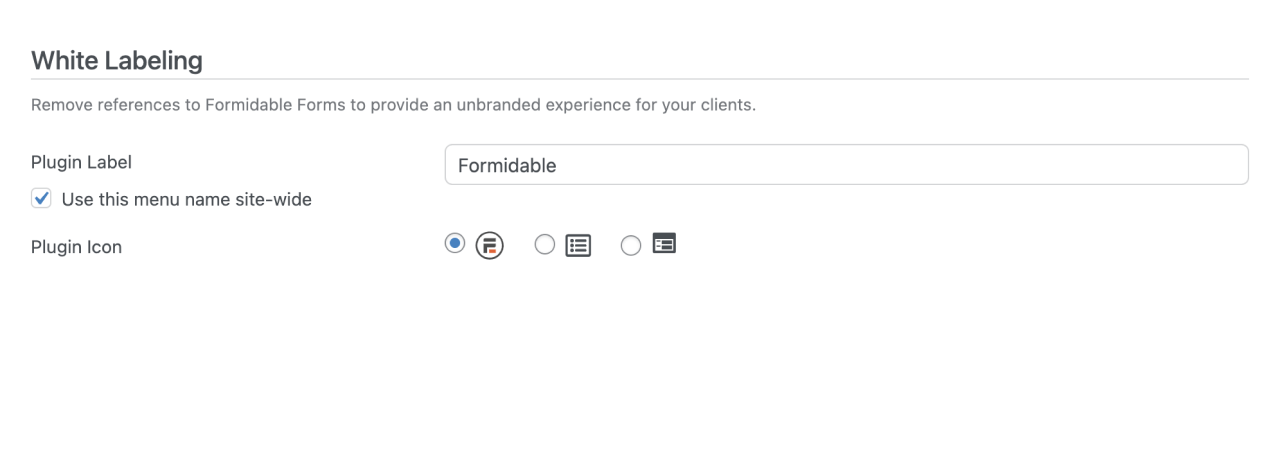 White Labeling
Remove references to Formidable Forms to provide an unbranded experience for your clients.
Plugin Label
Formidable
Use this menu name site-wide
Plugin Icon